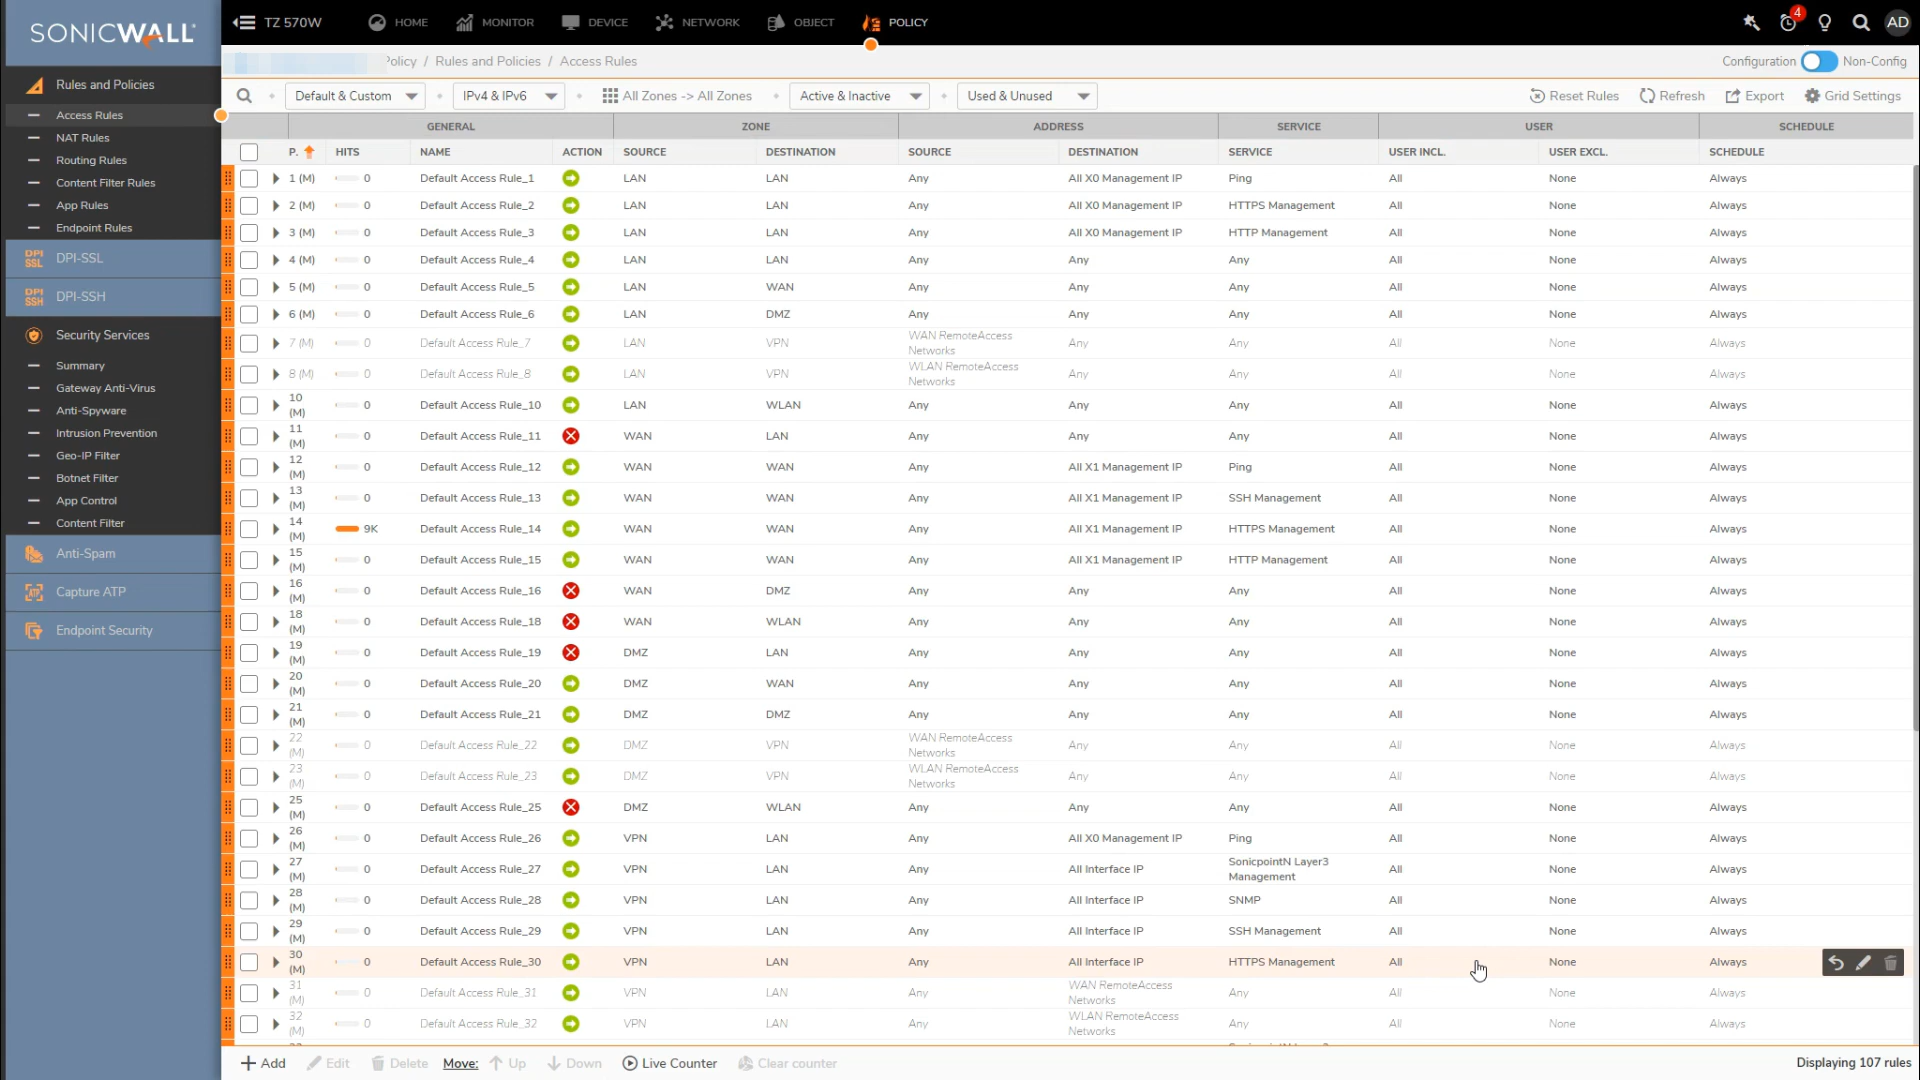 SONICWALL
TZ 570W HOME MONITOR DEVICE NETWORK OBJECT POLICY 4 AD
Policy / Rules and Policies / Access Rules Configuration Non-Config
Default & Custom IPv4 & IPv6 All Zones -> All Zones Active & Inactive Used & Unused Reset Rules Refresh Export Grid Settings
Rules and Policies
Access Rules
NAT Rules
Routing Rules
Content Filter Rules
App Rules
Endpoint Rules
DPI SSL DPI-SSL
DPI SSH DPI-SSH
Security Services
Summary
Gateway Anti-Virus
Anti-Spyware
Intrusion Prevention
Geo-IP Filter
Botnet Filter
App Control
Content Filter
Anti-Spam
ATP Capture ATP
Endpoint Security
GENERAL ZONE ADDRESS SERVICE USER SCHEDULE
P. HITS NAME ACTION SOURCE DESTINATION SOURCE DESTINATION SERVICE USER INCL. USER EXCL. SCHEDULE
1 (M) 0 Default Access Rule_1 LAN LAN Any All X0 Management IP Ping All None Always
2 (M) 0 Default Access Rule_2 LAN LAN Any All X0 Management IP HTTPS Management All None Always
3 (M) 0 Default Access Rule_3 LAN LAN Any All X0 Management IP HTTP Management All None Always
4 (M) 0 Default Access Rule_4 LAN LAN Any Any Any All None Always
5 (M) 0 Default Access Rule_5 LAN WAN Any Any Any All None Always
6 (M) 0 Default Access Rule_6 LAN DMZ Any Any Any All None Always
7 (M) 0 Default Access Rule_7 LAN VPN WAN RemoteAccess Networks Any Any All None Always
8 (M) 0 Default Access Rule_8 LAN VPN WLAN RemoteAccess Networks Any Any All None Always
10 (M) 0 Default Access Rule_10 LAN WLAN Any Any Any All None Always
11 (M) 0 Default Access Rule_11 WAN LAN Any Any Any All None Always
12 (M) 0 Default Access Rule_12 WAN WAN Any All X1 Management IP Ping All None Always
13 (M) 0 Default Access Rule_13 WAN WAN Any All X1 Management IP SSH Management All None Always
14 (M) 9K Default Access Rule_14 WAN WAN Any All X1 Management IP HTTPS Management All None Always
15 (M) 0 Default Access Rule_15 WAN WAN Any All X1 Management IP HTTP Management All None Always
16 (M) 0 Default Access Rule_16 WAN DMZ Any Any Any All None Always
18 (M) 0 Default Access Rule_18 WAN WLAN Any Any Any All None Always
19 (M) 0 Default Access Rule_19 DMZ LAN Any Any Any All None Always
20 (M) 0 Default Access Rule_20 DMZ WAN Any Any Any All None Always
21 (M) 0 Default Access Rule_21 DMZ DMZ Any Any Any All None Always
22 (M) 0 Default Access Rule_22 DMZ VPN WAN RemoteAccess Networks Any Any All None Always
23 (M) 0 Default Access Rule_23 DMZ VPN WLAN RemoteAccess Networks Any Any All None Always
25 (M) 0 Default Access Rule_25 DMZ WLAN Any Any Any All None Always
26 (M) 0 Default Access Rule_26 VPN LAN Any All X0 Management IP Ping All None Always
27 (M) 0 Default Access Rule_27 VPN LAN Any All Interface IP SonicpointN Layer3 Management All None Always
28 (M) 0 Default Access Rule_28 VPN LAN Any All Interface IP SNMP All None Always
29 (M) 0 Default Access Rule_29 VPN LAN Any All Interface IP SSH Management All None Always
30 (M) 0 Default Access Rule_30 VPN LAN Any All Interface IP HTTPS Management All None Always
31 (M) 0 Default Access Rule_31 VPN LAN Any WAN RemoteAccess Networks Any All None Always
32 (M) 0 Default Access Rule_32 VPN LAN Any WLAN RemoteAccess Networks Any All None Always
Add Edit Delete Move: Up Down Live Counter Clear counter Displaying 107 rules